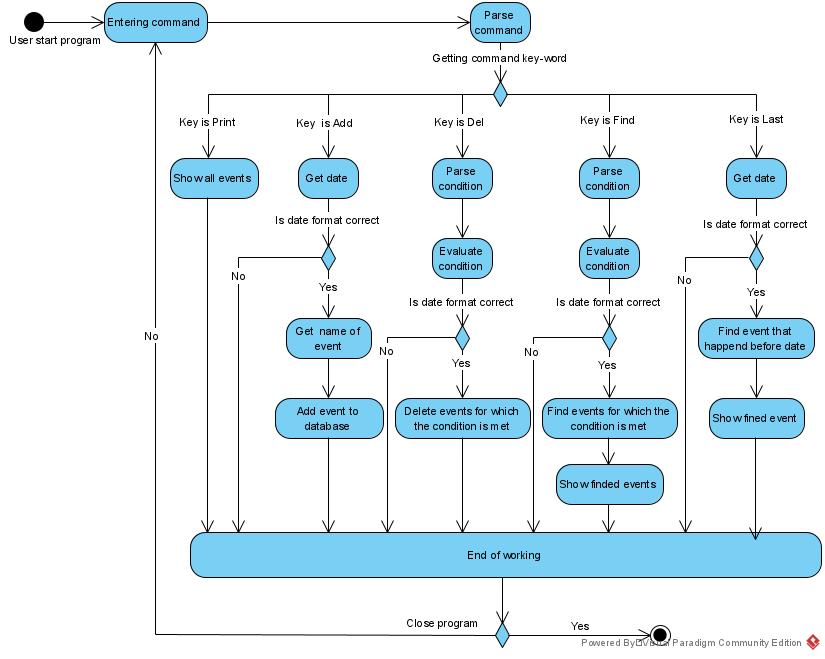 Entering command
Parse
command
User start program
Getting command key-word
Key is Print
Key is Add
Key is Del
Key is Find
Key is Last
Show all events
Get date
Parse
condition
Parse
condition
Get date
Is date format correct
Is date format correct
Evaluate
condition
Evaluate
condition
No
Yes
Is date format correct
Is date format correct
No
Yes
Get name of
event
Find event that
happend before date
No
No
Yes
No
Yes
Add event to
database
Delete events for which
the condition is met
Find events for which the
condition is met
Show fined event
Show finded events
End of working
Close program
Yes
Powered By Visual Paradigm Community Edition